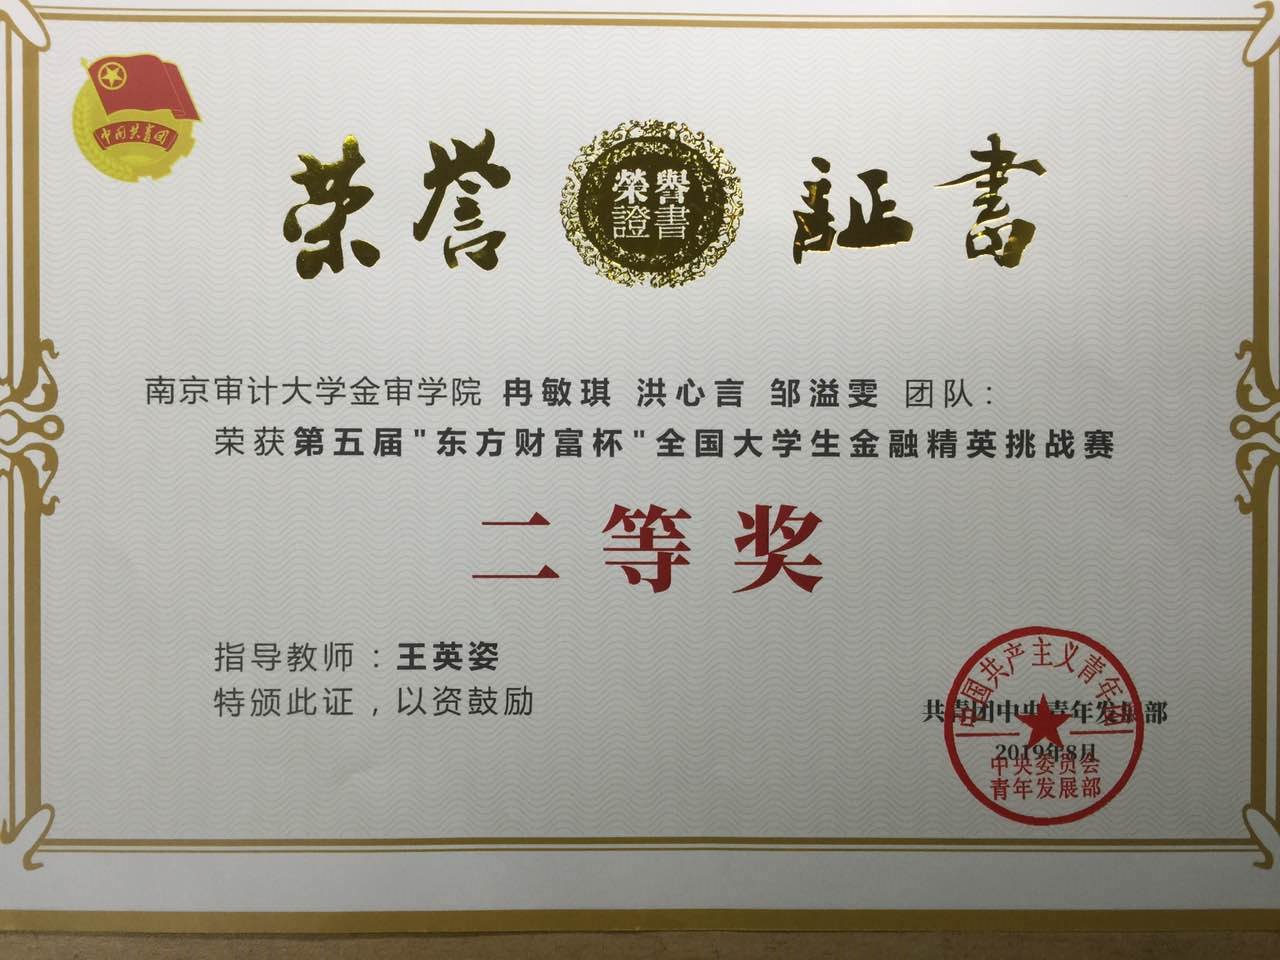 中国共青团
荣誉证书
榮譽
證書
南京审计大学金审学院 冉敏琪 洪心言 邹溢雯 团队：
荣获第五届"东方财富杯"全国大学生金融精英挑战赛
二等奖
指导教师：王英姿
特颁此证，以资鼓励
共青团中央青年发展部
2019年8月
中国共产主义青年团
中央委员会
青年发展部